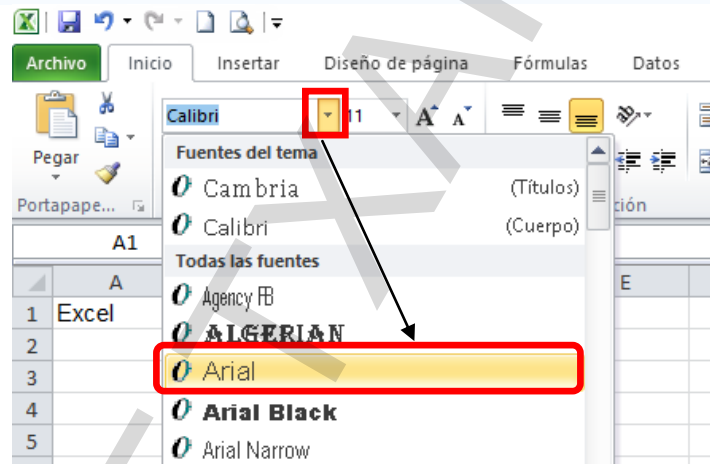 Archivo Inicio Insertar Diseño de página Fórmulas Datos
Calibri 11 A A
Pegar
Fuentes del tema
Cambria (Títulos)
Portapape... ción
Calibri (Cuerpo)
A1
Todas las fuentes
A E
Agency FB
1 Excel
ALGERIAN
2
3 Arial
4 Arial Black
5 Arial Narrow